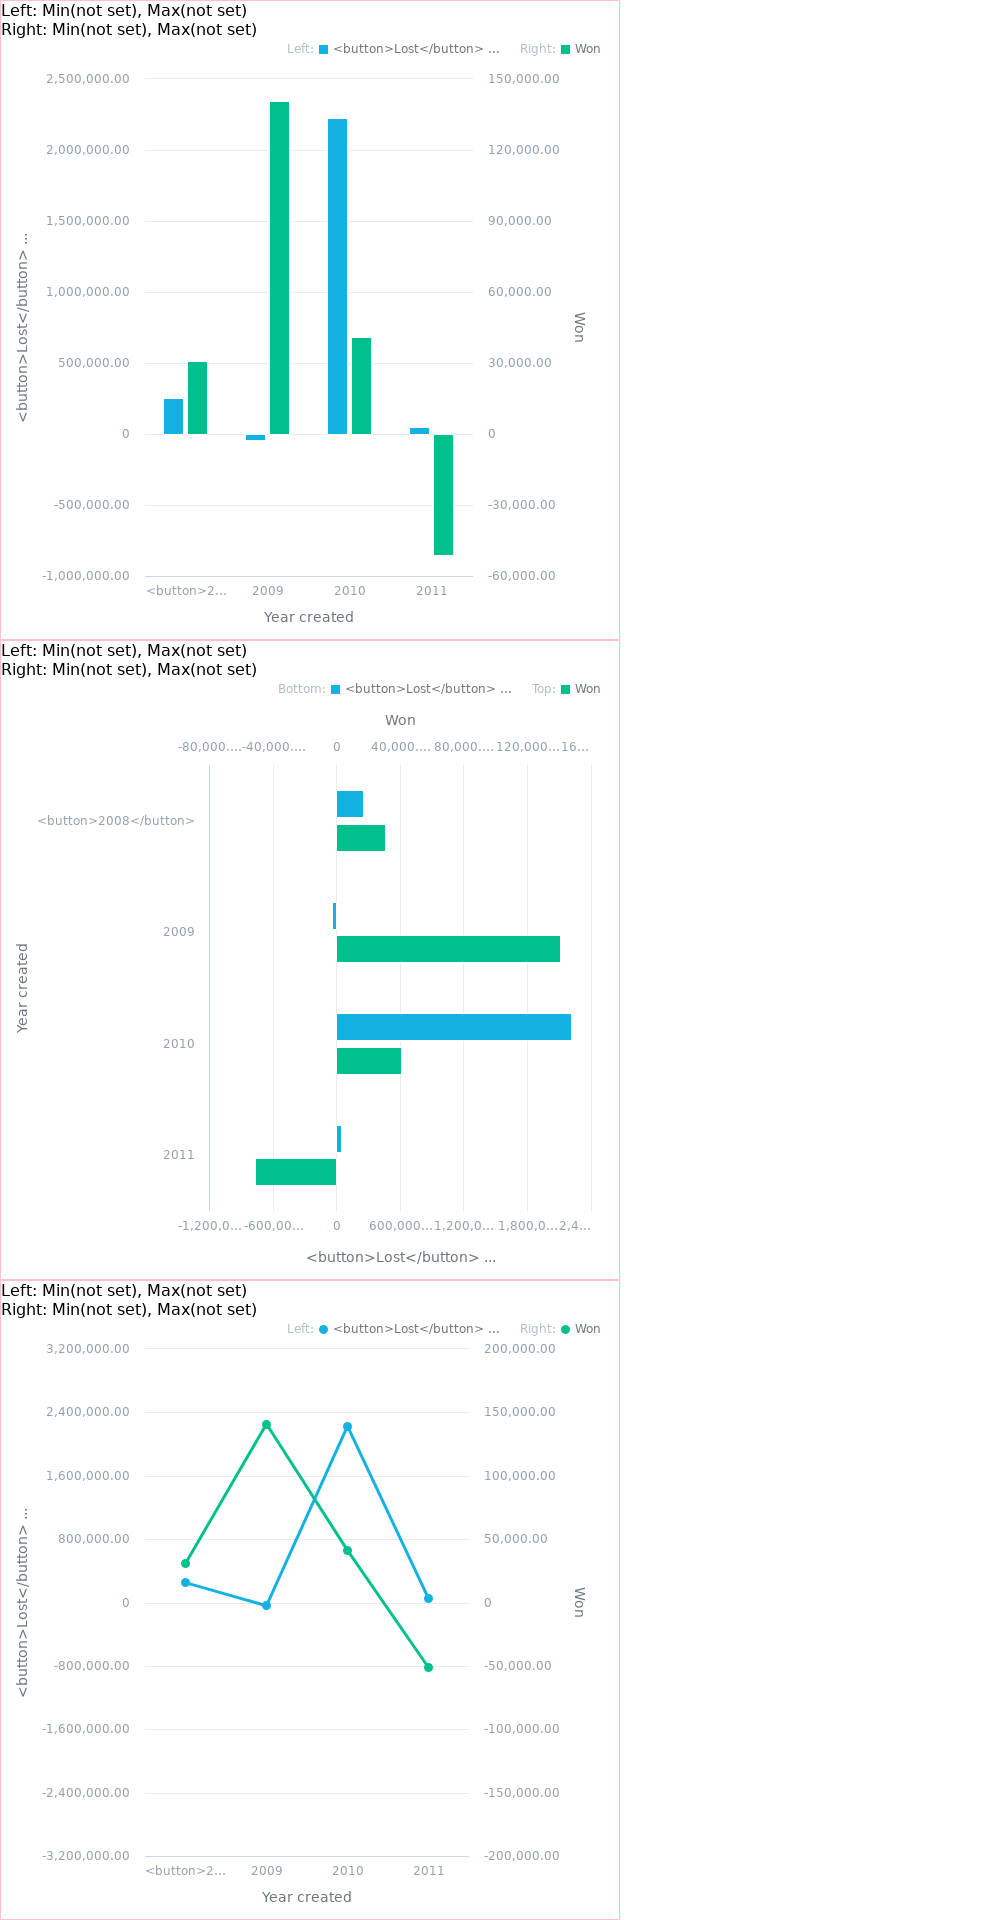 Left: Min(not set), Max(not set)
Right: Min(not set), Max(not set)
Left: <button>Lost</button> ... Right: Won
2,500,000.00 150,000.00
2,000,000.00 120,000.00
1,500,000.00 90,000.00
1,000,000.00 60,000.00
500,000.00 30,000.00
0 0
-500,000.00 -30,000.00
-1,000,000.00 -60,000.00
<button>Lost</button> ...
Won
<button>2... 2009 2010 2011
Year created
Left: Min(not set), Max(not set)
Right: Min(not set), Max(not set)
Bottom: <button>Lost</button> ... Top: Won
Won
-80,000.... -40,000.... 0 40,000.... 80,000.... 120,000... 16...
<button>2008</button>
2009
2010
2011
Year created
-1,200,0... -600,00... 0 600,000... 1,200,0... 1,800,0... 2,4...
<button>Lost</button> ...
Left: Min(not set), Max(not set)
Right: Min(not set), Max(not set)
Left: <button>Lost</button> ... Right: Won
3,200,000.00 200,000.00
2,400,000.00 150,000.00
1,600,000.00 100,000.00
800,000.00 50,000.00
0 0
-800,000.00 -50,000.00
-1,600,000.00 -100,000.00
-2,400,000.00 -150,000.00
-3,200,000.00 -200,000.00
<button>Lost</button> ...
Won
<button>2... 2009 2010 2011
Year created